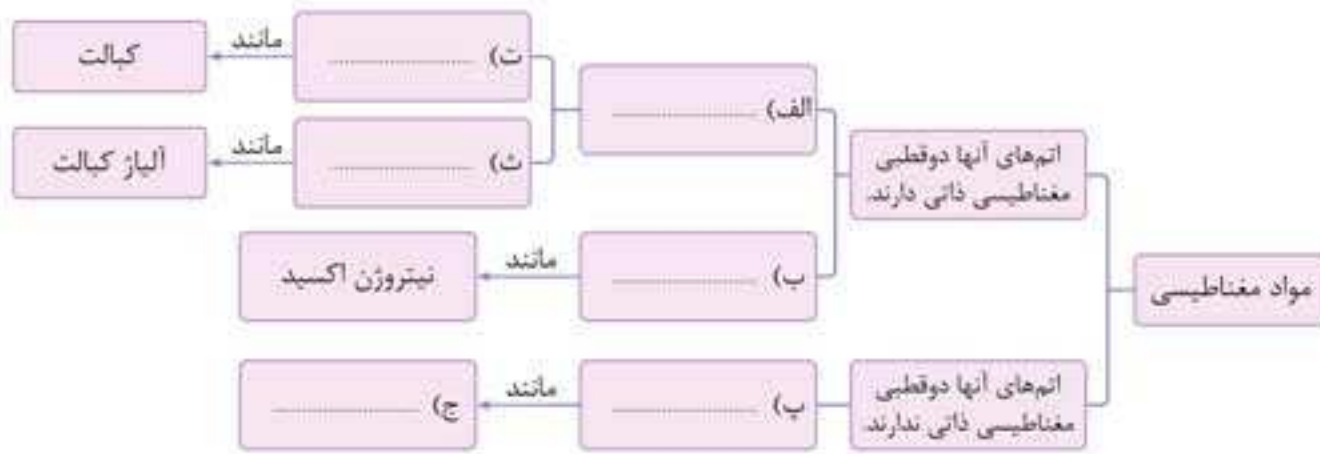 مواد مغناطیسی
اتم‌های آنها دوقطبی
مغناطیسی ذاتی دارند.
الف) ........................
ت) ........................
مانند
کبالت
ث) ........................
مانند
آلیاژ کبالت
ب) ........................
مانند
نیتروژن اکسید
اتم‌های آنها دوقطبی
مغناطیسی ذاتی ندارند.
پ) ........................
مانند
ج) ........................